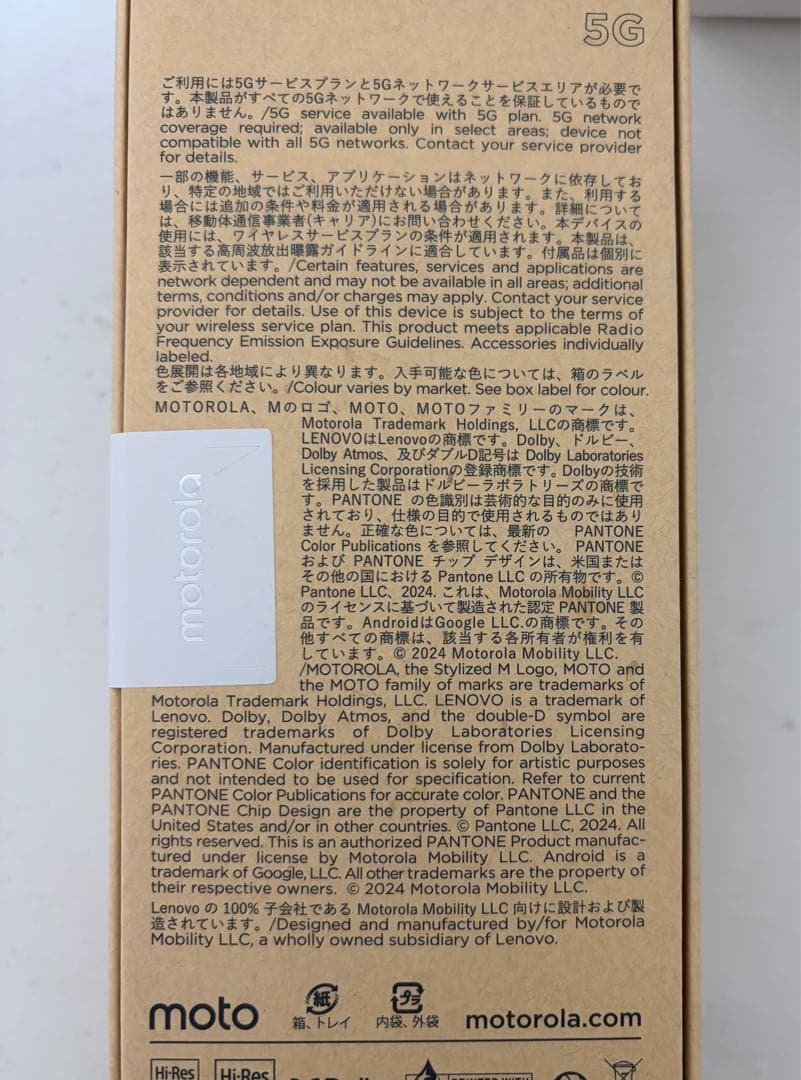 5G
ご利用には5Gサービスプランと5Gネットワークサービスエリアが必要で
す。本製品がすべての5Gネットワークで使えることを保証しているもので
はありません。/5G service available with 5G plan. 5G network
coverage required; available only in select areas; device not
compatible with all 5G networks. Contact your service provider
for details.
一部の機能、サービス、アプリケーションはネットワークに依存してお
り、特定の地域ではご利用いただけない場合があります。また、利用する
場合には追加の条件や料金が適用される場合があります。詳細について
は、移動体通信事業者(キャリア)にお問い合わせください。本デバイスの
使用には、ワイヤレスサービスプランの条件が適用されます。本製品は、
該当する高周波放出曝露ガイドラインに適合しています。付属品は個別に
表示されています。/Certain features, services and applications are
network dependent and may not be available in all areas; additional
terms, conditions and/or charges may apply. Contact your service
provider for details. Use of this device is subject to the terms of
your wireless service plan. This product meets applicable Radio
Frequency Emission Exposure Guidelines. Accessories individually
labeled.
色展開は各地域により異なります。入手可能な色については、箱のラベル
をご参照ください。/Colour varies by market. See box label for colour.
MOTOROLA、Mのロゴ、MOTO、MOTOファミリーのマークは、
Motorola Trademark Holdings, LLCの商標です。
LENOVOはLenovoの商標です。Dolby、ドルビー、
Dolby Atmos、及びダブルD記号は Dolby Laboratories
Licensing Corporationの登録商標です。Dolbyの技術
を採用した製品はドルビーラボラトリーズの商標で
す。PANTONE の色識別は芸術的な目的のみに使用
されており、仕様の目的で使用されるものではあり
ません。正確な色については、最新の PANTONE
Color Publications を参照してください。 PANTONE
および PANTONE チップ デザインは、米国または
その他の国における Pantone LLC の所有物です。©
Pantone LLC、2024. これは、Motorola Mobility LLC
のライセンスに基づいて製造された認定 PANTONE 製
品です。AndroidはGoogle LLC.の商標です。その
他すべての商標は、該当する各所有者が権利を有
しています。© 2024 Motorola Mobility LLC.
/MOTOROLA, the Stylized M Logo, MOTO and
the MOTO family of marks are trademarks of
Motorola Trademark Holdings, LLC. LENOVO is a trademark of
Lenovo. Dolby, Dolby Atmos, and the double-D symbol are
registered trademarks of Dolby Laboratories Licensing
Corporation. Manufactured under license from Dolby Laborato-
ries. PANTONE Color identification is solely for artistic purposes
and not intended to be used for specification. Refer to current
PANTONE Color Publications for accurate color. PANTONE and the
PANTONE Chip Design are the property of Pantone LLC in the
United States and/or in other countries. © Pantone LLC, 2024. All
rights reserved. This is an authorized PANTONE Product manufac-
tured under license by Motorola Mobility LLC. Android is a
trademark of Google, LLC. All other trademarks are the property of
their respective owners. © 2024 Motorola Mobility LLC.
Lenovo の 100% 子会社である Motorola Mobility LLC 向けに設計および製
造されています。/Designed and manufactured by/for Motorola
Mobility LLC, a wholly owned subsidiary of Lenovo.
motorola
moto 紙 プラ motorola.com
箱、トレイ 内袋、外袋
Hi-Res Hi-Res